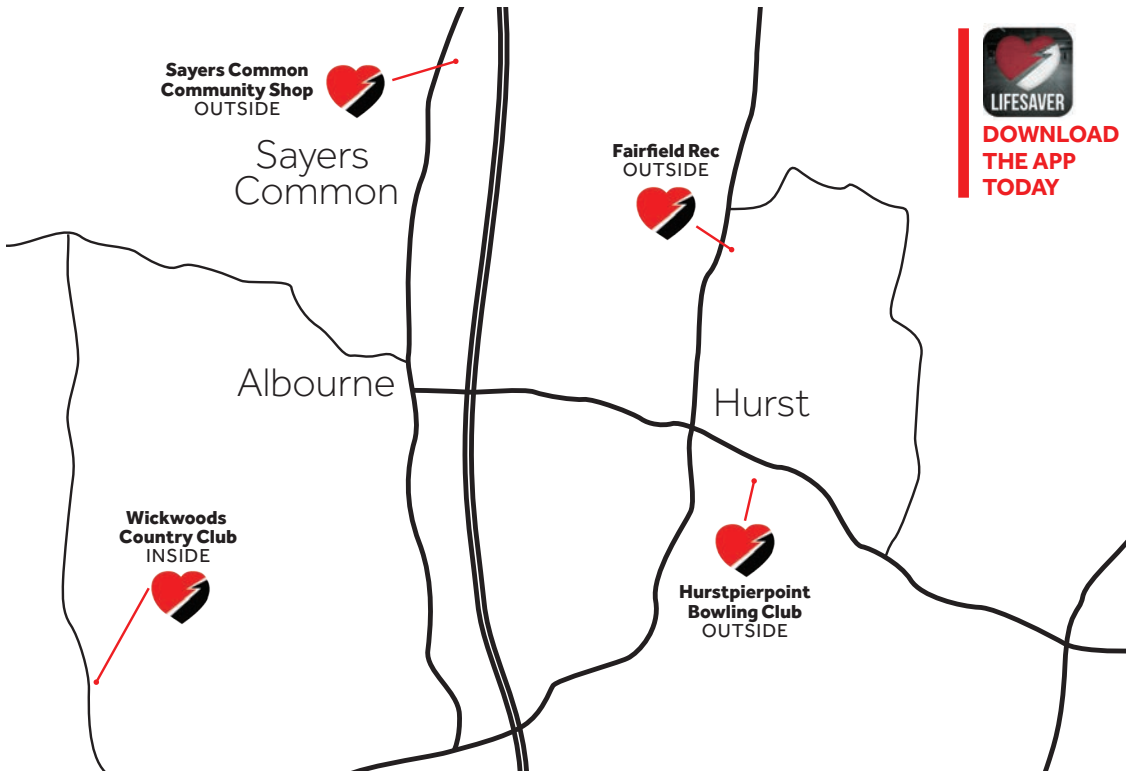 Sayers Common
Community Shop
OUTSIDE
Sayers
Common
Fairfield Rec
OUTSIDE
LIFESAVER
DOWNLOAD
THE APP
TODAY
Albourne
Hurst
Wickwoods
Country Club
INSIDE
Hurstpierpoint
Bowling Club
OUTSIDE